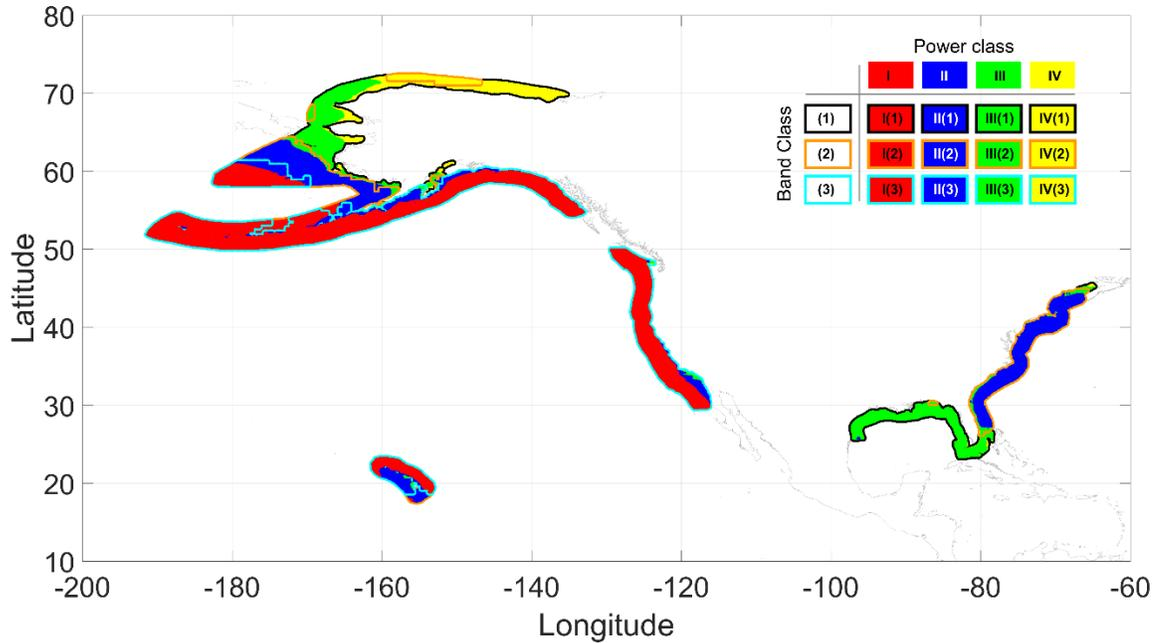 80
70
60
50
40
30
20
10
Latitude
-200
-180
-160
-140
-120
-100
-80
-60
Longitude
Power class
I II III IV
Band Class
(1) I(1) II(1) III(1) IV(1)
(2) I(2) II(2) III(2) IV(2)
(3) I(3) II(3) III(3) IV(3)